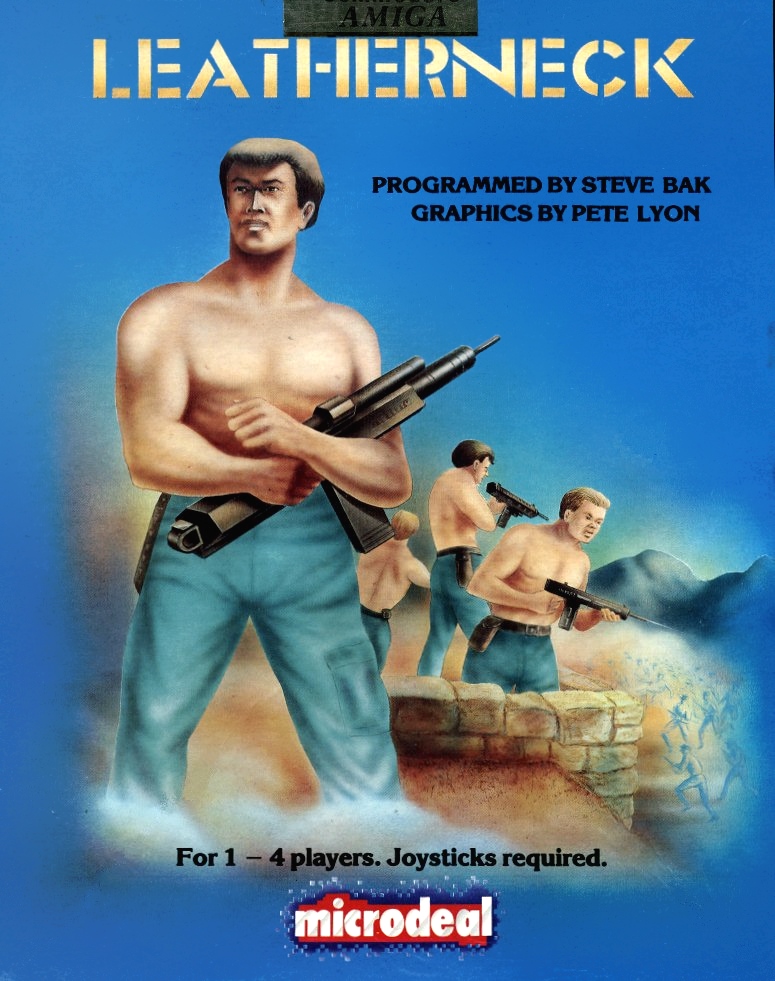 AMIGA
LEATHERNECK
PROGRAMMED BY STEVE BAK
GRAPHICS BY PETE LYON
For 1 – 4 players. Joysticks required.
microdeal